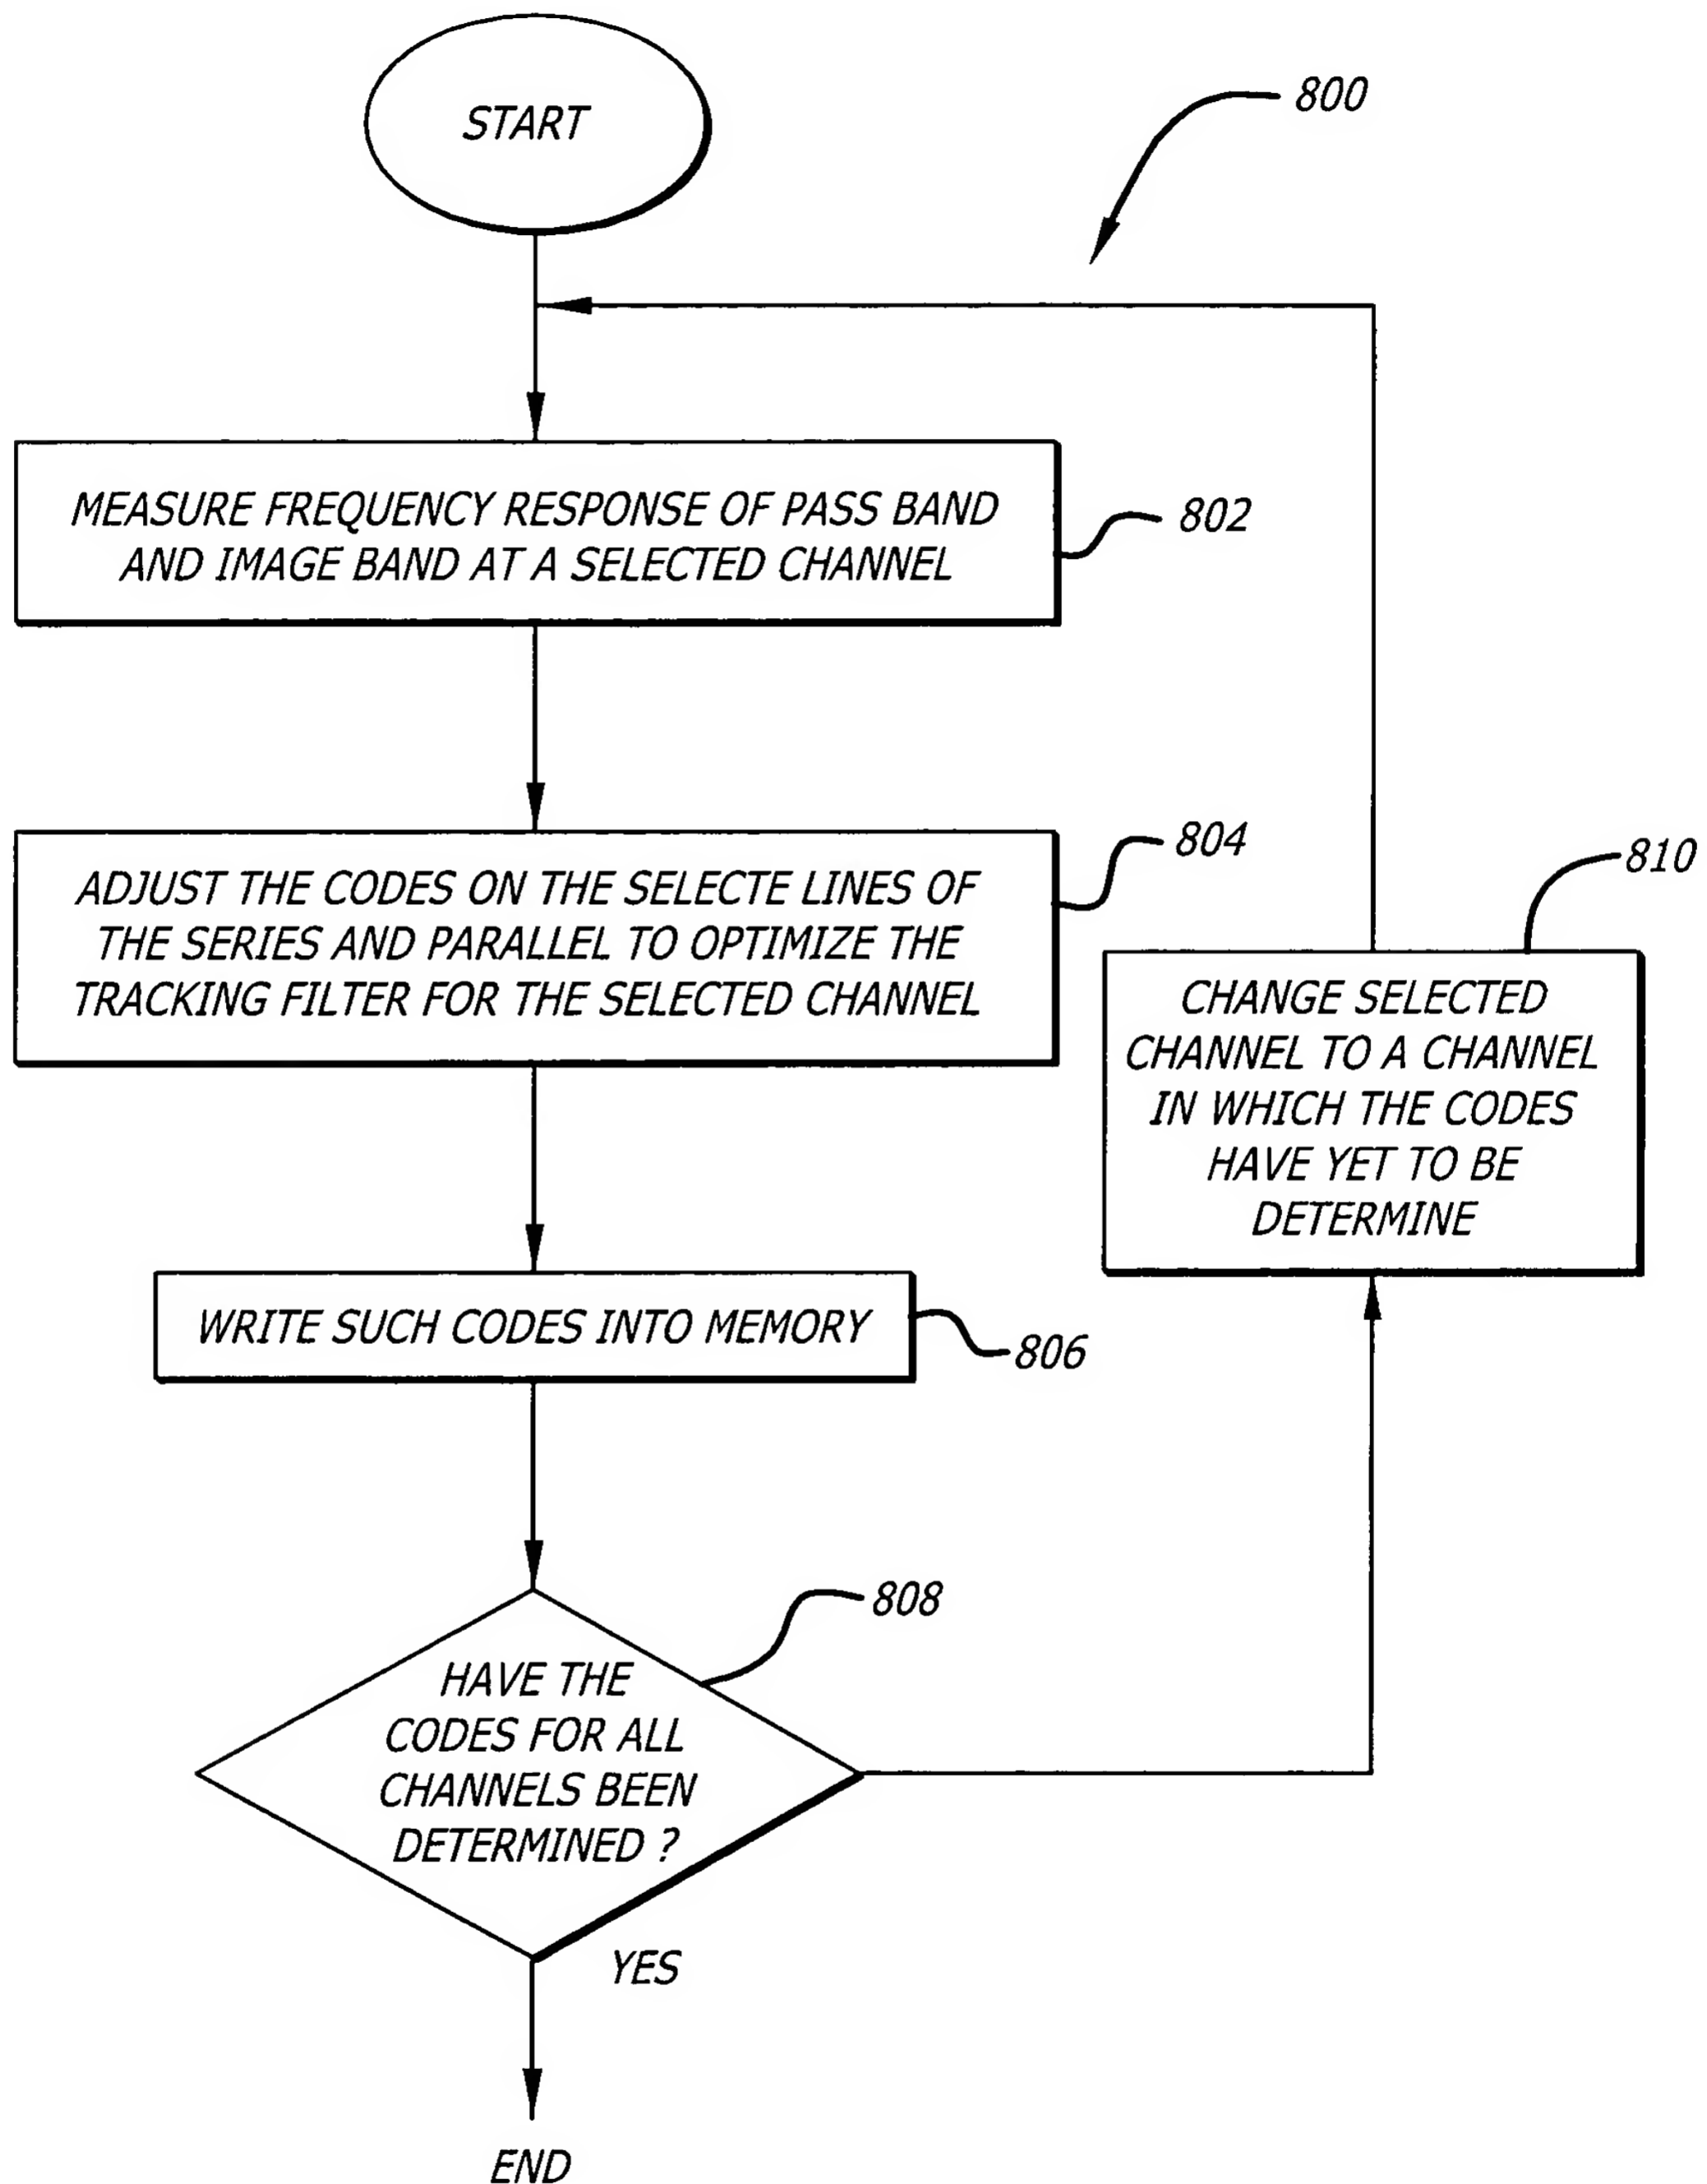 START
800
MEASURE FREQUENCY RESPONSE OF PASS BAND
AND IMAGE BAND AT A SELECTED CHANNEL
802
ADJUST THE CODES ON THE SELECTE LINES OF
THE SERIES AND PARALLEL TO OPTIMIZE THE
TRACKING FILTER FOR THE SELECTED CHANNEL
804
810
CHANGE SELECTED
CHANNEL TO A CHANNEL
IN WHICH THE CODES
HAVE YET TO BE
DETERMINE
WRITE SUCH CODES INTO MEMORY
806
808
HAVE THE
CODES FOR ALL
CHANNELS BEEN
DETERMINED ?
YES
END